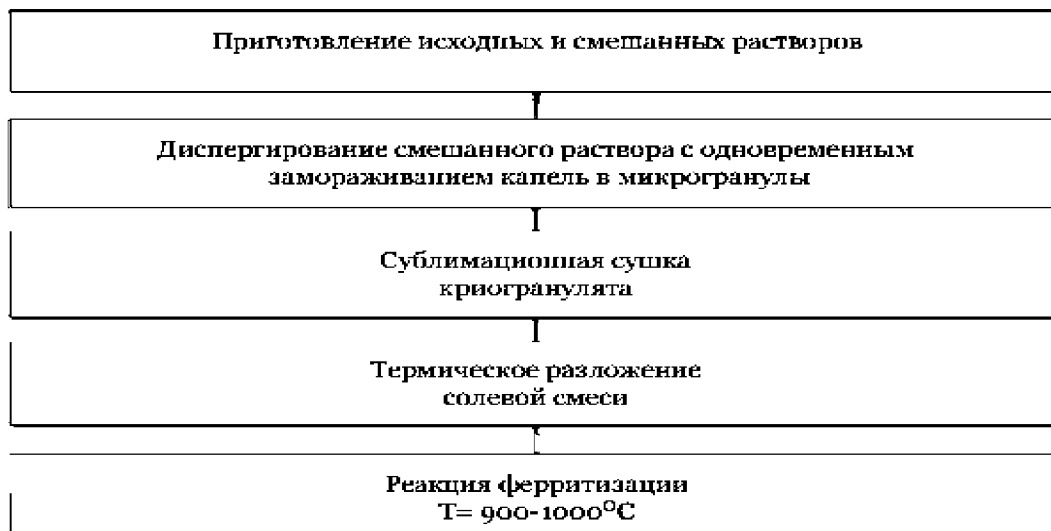 Приготовление исходных и смешанных растворов
Диспергирование смешанного раствора с одновременным
замораживанием капель в микрогранулы
Сублимационная сушка
криогранулята
Термическое разложение
солевой смеси
Реакция ферритизации
T= 900-1000°C